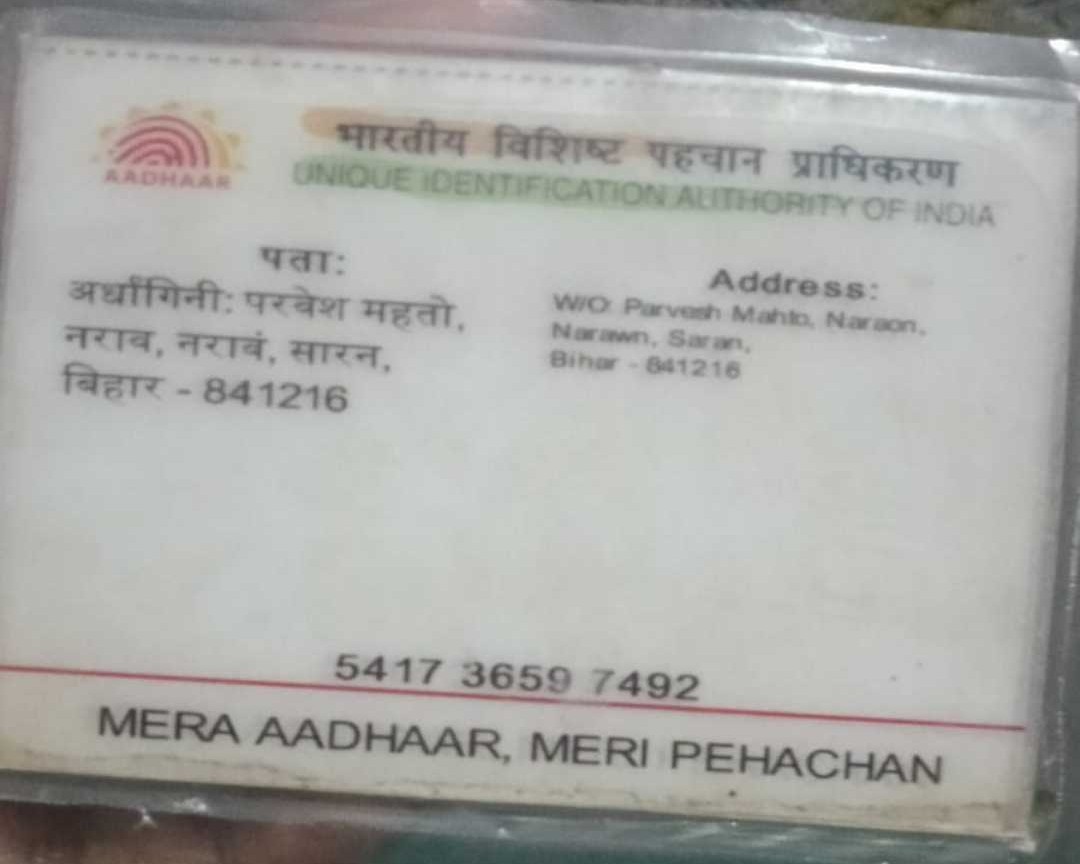 AADHAAR
भारतीय विशिष्ट पहचान प्राधिकरण
UNIQUE IDENTIFICATION AUTHORITY OF INDIA
पता:
अर्धांगिनी: परवेश महतो,
नराव, नरावं, सारन,
बिहार - 841216
Address:
W/O: Parvesh Mahto, Naraon,
Narawn, Saran,
Bihar - 841216
5417 3659 7492
MERA AADHAAR, MERI PEHACHAN